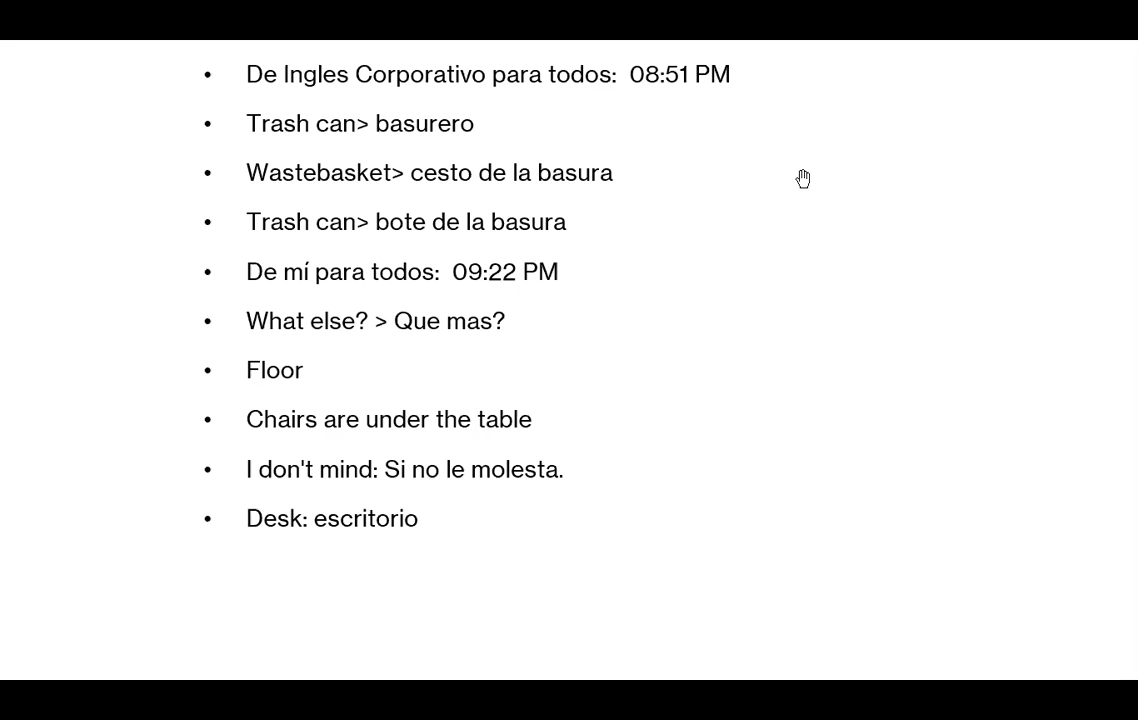 • De Ingles Corporativo para todos:  08:51 PM
• Trash can> basurero
• Wastebasket> cesto de la basura
• Trash can> bote de la basura
• De mí para todos:  09:22 PM
• What else? > Que mas?
• Floor
• Chairs are under the table
• I don't mind: Si no le molesta.
• Desk: escritorio